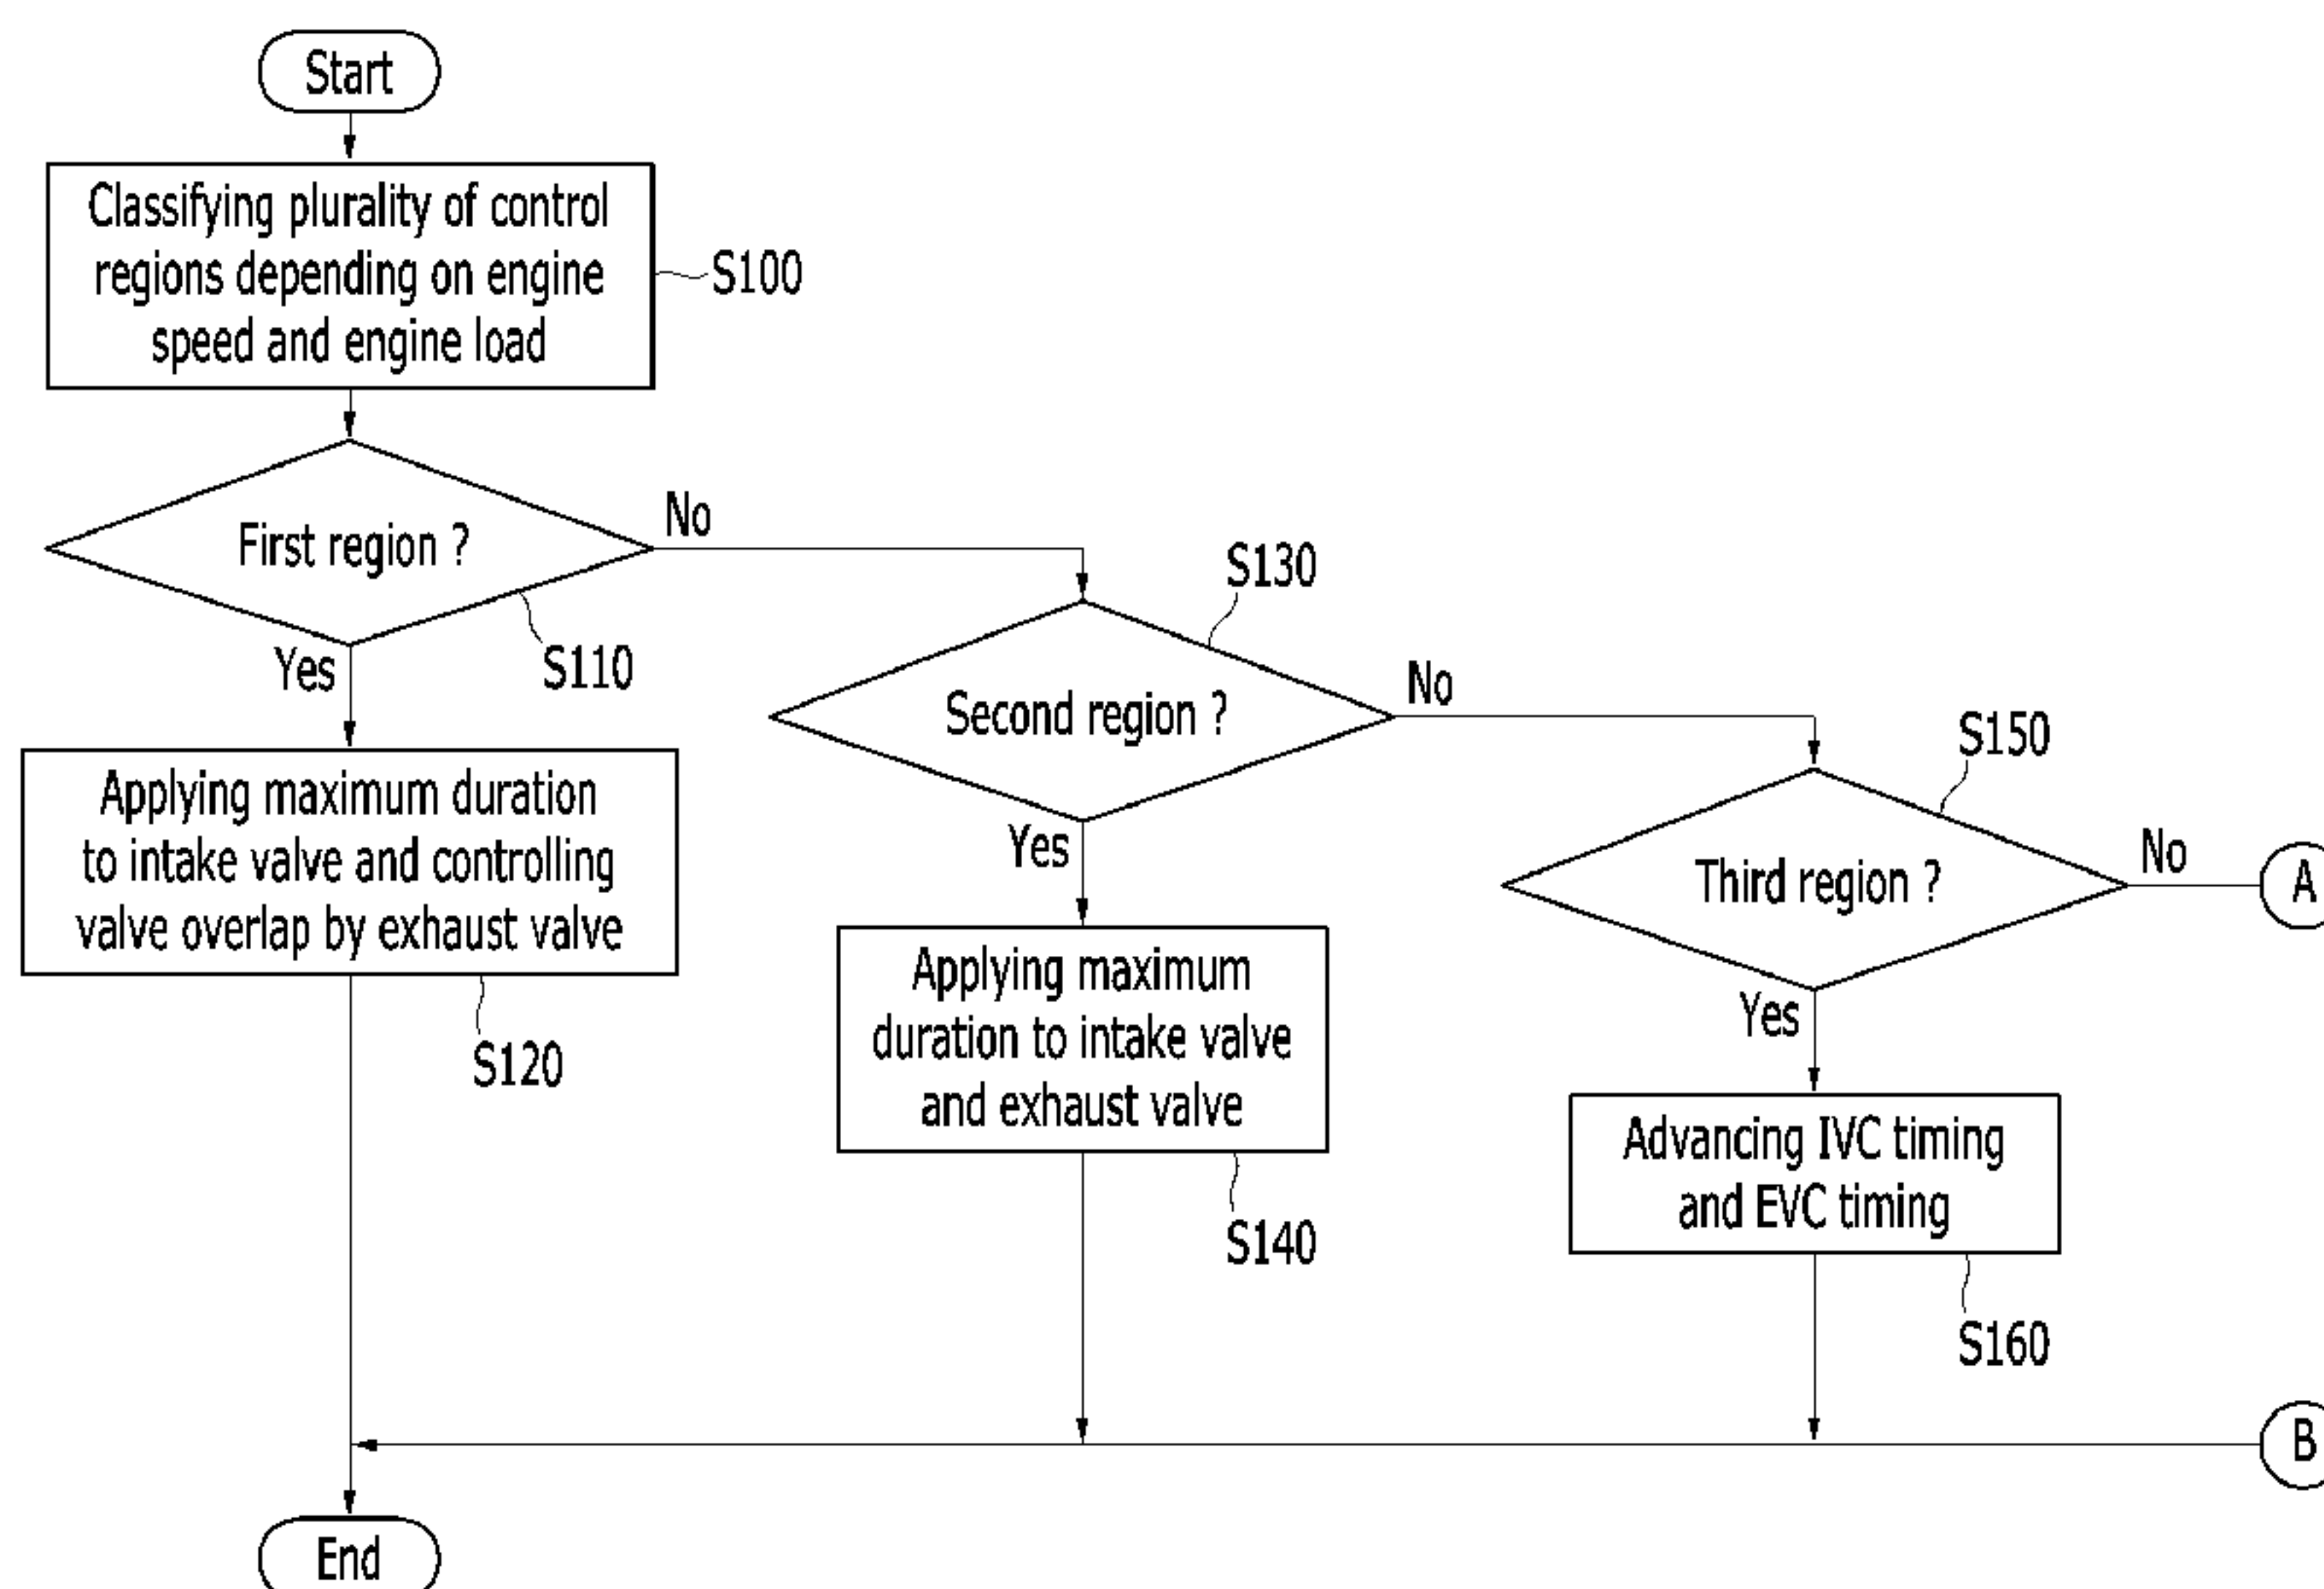 Start
Classifying plurality of control
regions depending on engine
speed and engine load
S100
First region ?
No
Yes
S110
Applying maximum duration
to intake valve and controlling
valve overlap by exhaust valve
S120
S130
Second region ?
No
Yes
Applying maximum
duration to intake valve
and exhaust valve
S140
S150
Third region ?
No
A
Yes
Advancing IVC timing
and EVC timing
S160
B
End